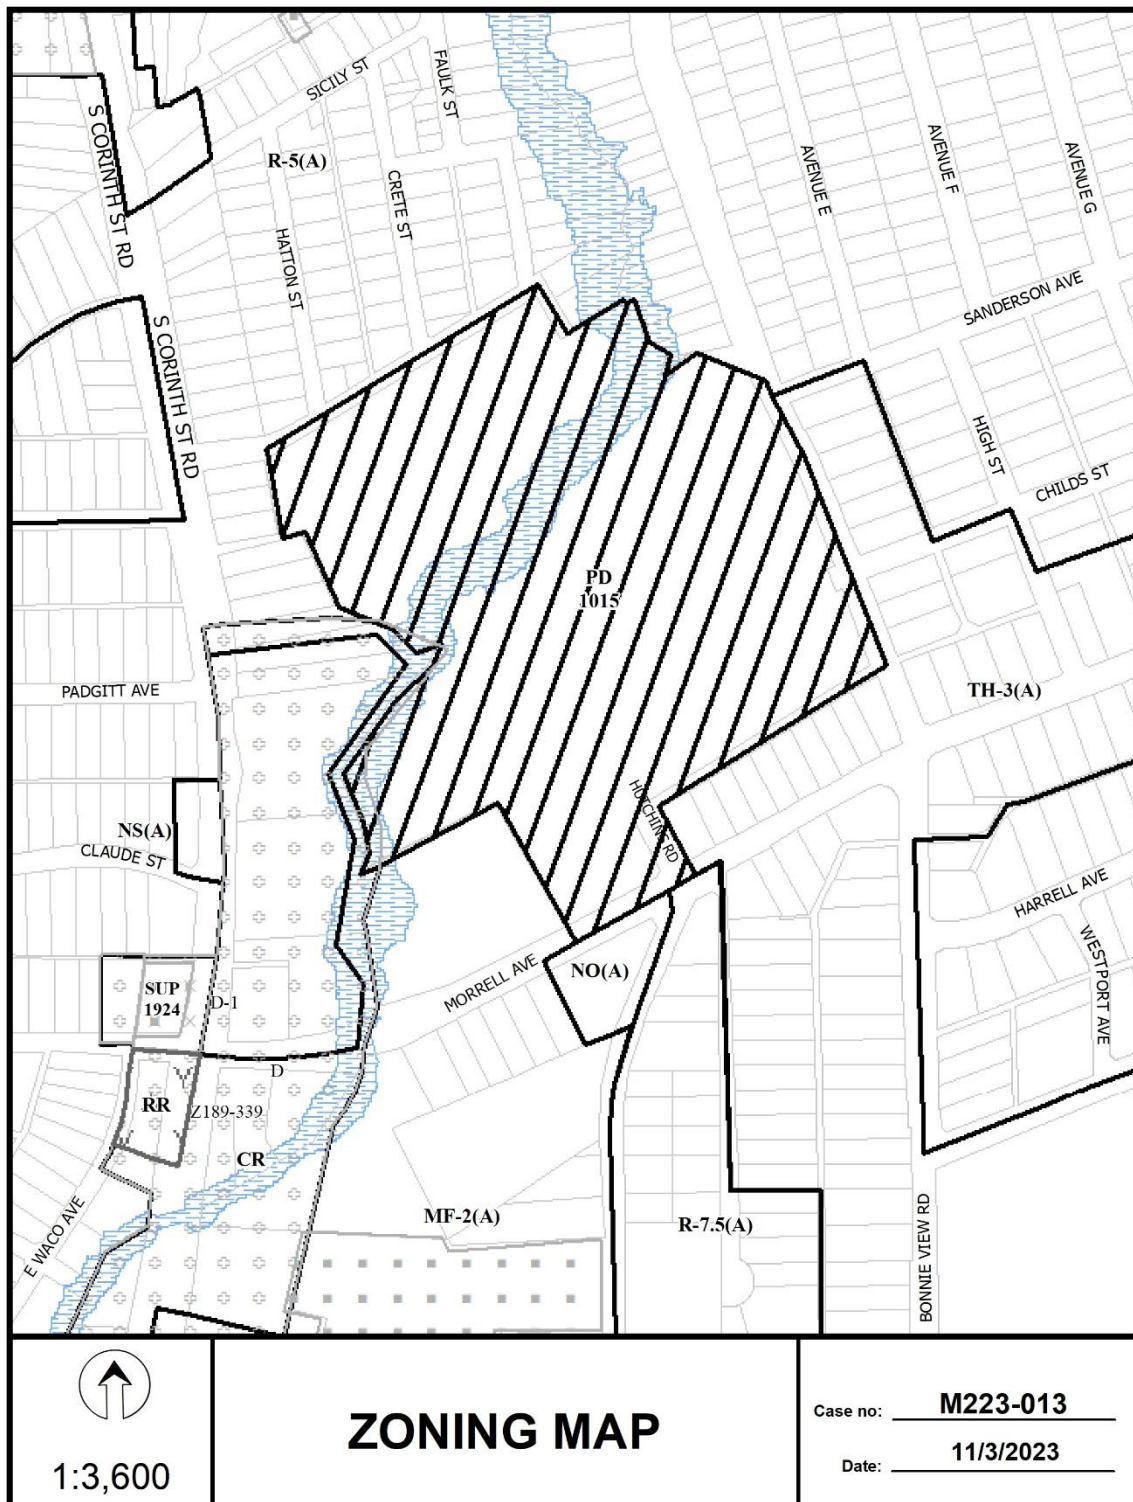 SICILY ST
FAULK ST
S CORINTH ST RD
R-5(A)
CRETE ST
HATTON ST
AVENUE E
AVENUE F
AVENUE G
SANDERSON AVE
S CORINTH ST RD
HIGH ST
CHILDS ST
PD
1015
PADGITT AVE
TH-3(A)
HUTCHINS RD
NS(A)
CLAUDE ST
HARRELL AVE
WESTPORT AVE
MORRELL AVE
NO(A)
SUP
1924
D-1
D
RR
Z189-339
CR
E WACO AVE
MF-2(A)
R-7.5(A)
BONNIE VIEW RD
1:3,600
ZONING MAP
Case no: M223-013
Date: 11/3/2023